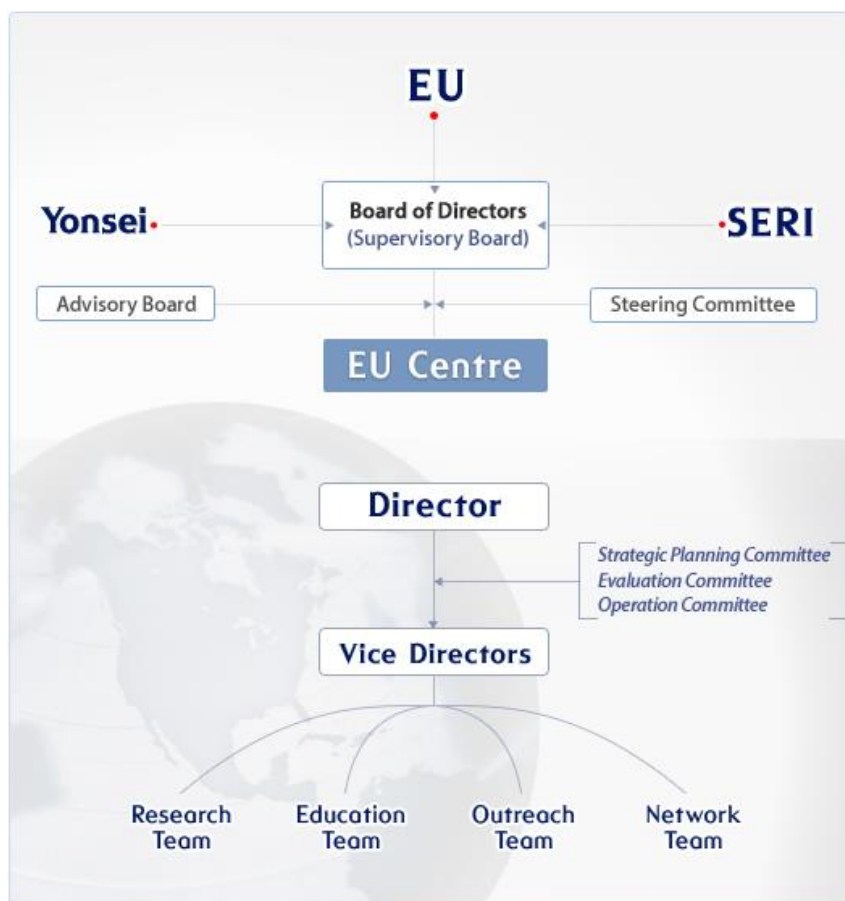 EU
Yonsei
Board of Directors
(Supervisory Board)
SERI
Advisory Board
Steering Committee
EU Centre
Director
Strategic Planning Committee
Evaluation Committee
Operation Committee
Vice Directors
Research
Team
Education
Team
Outreach
Team
Network
Team